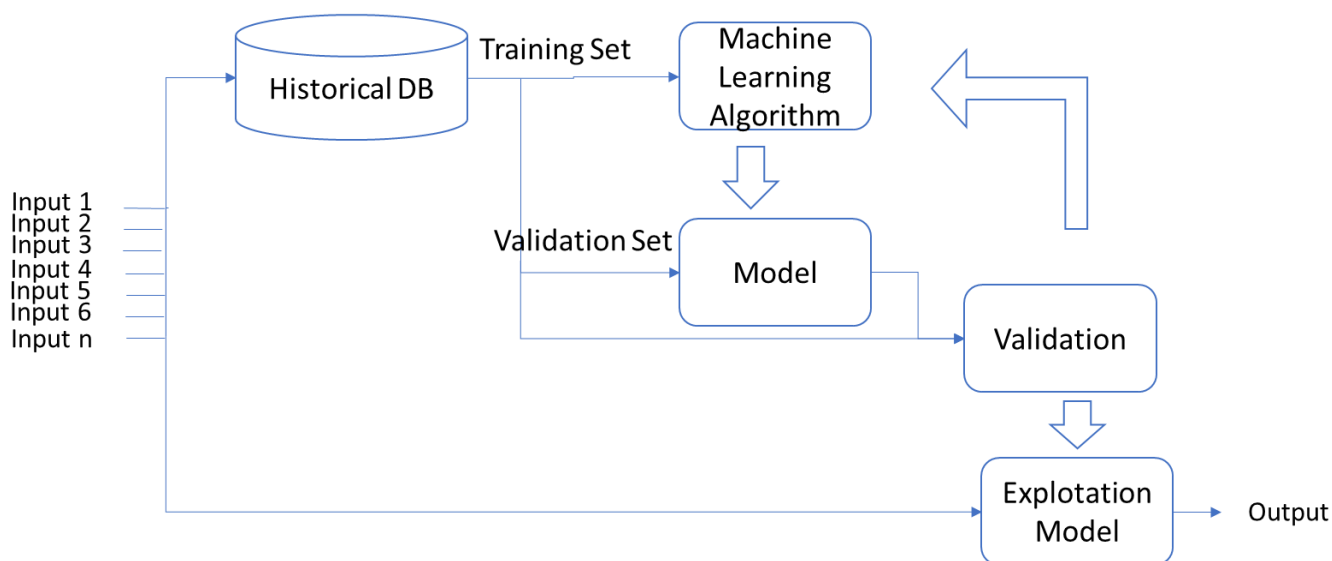 Training Set
Historical DB
Machine
Learning
Algorithm
Input 1
Input 2
Input 3
Input 4
Input 5
Input 6
Input n
Validation Set
Model
Validation
Explotation
Model
Output